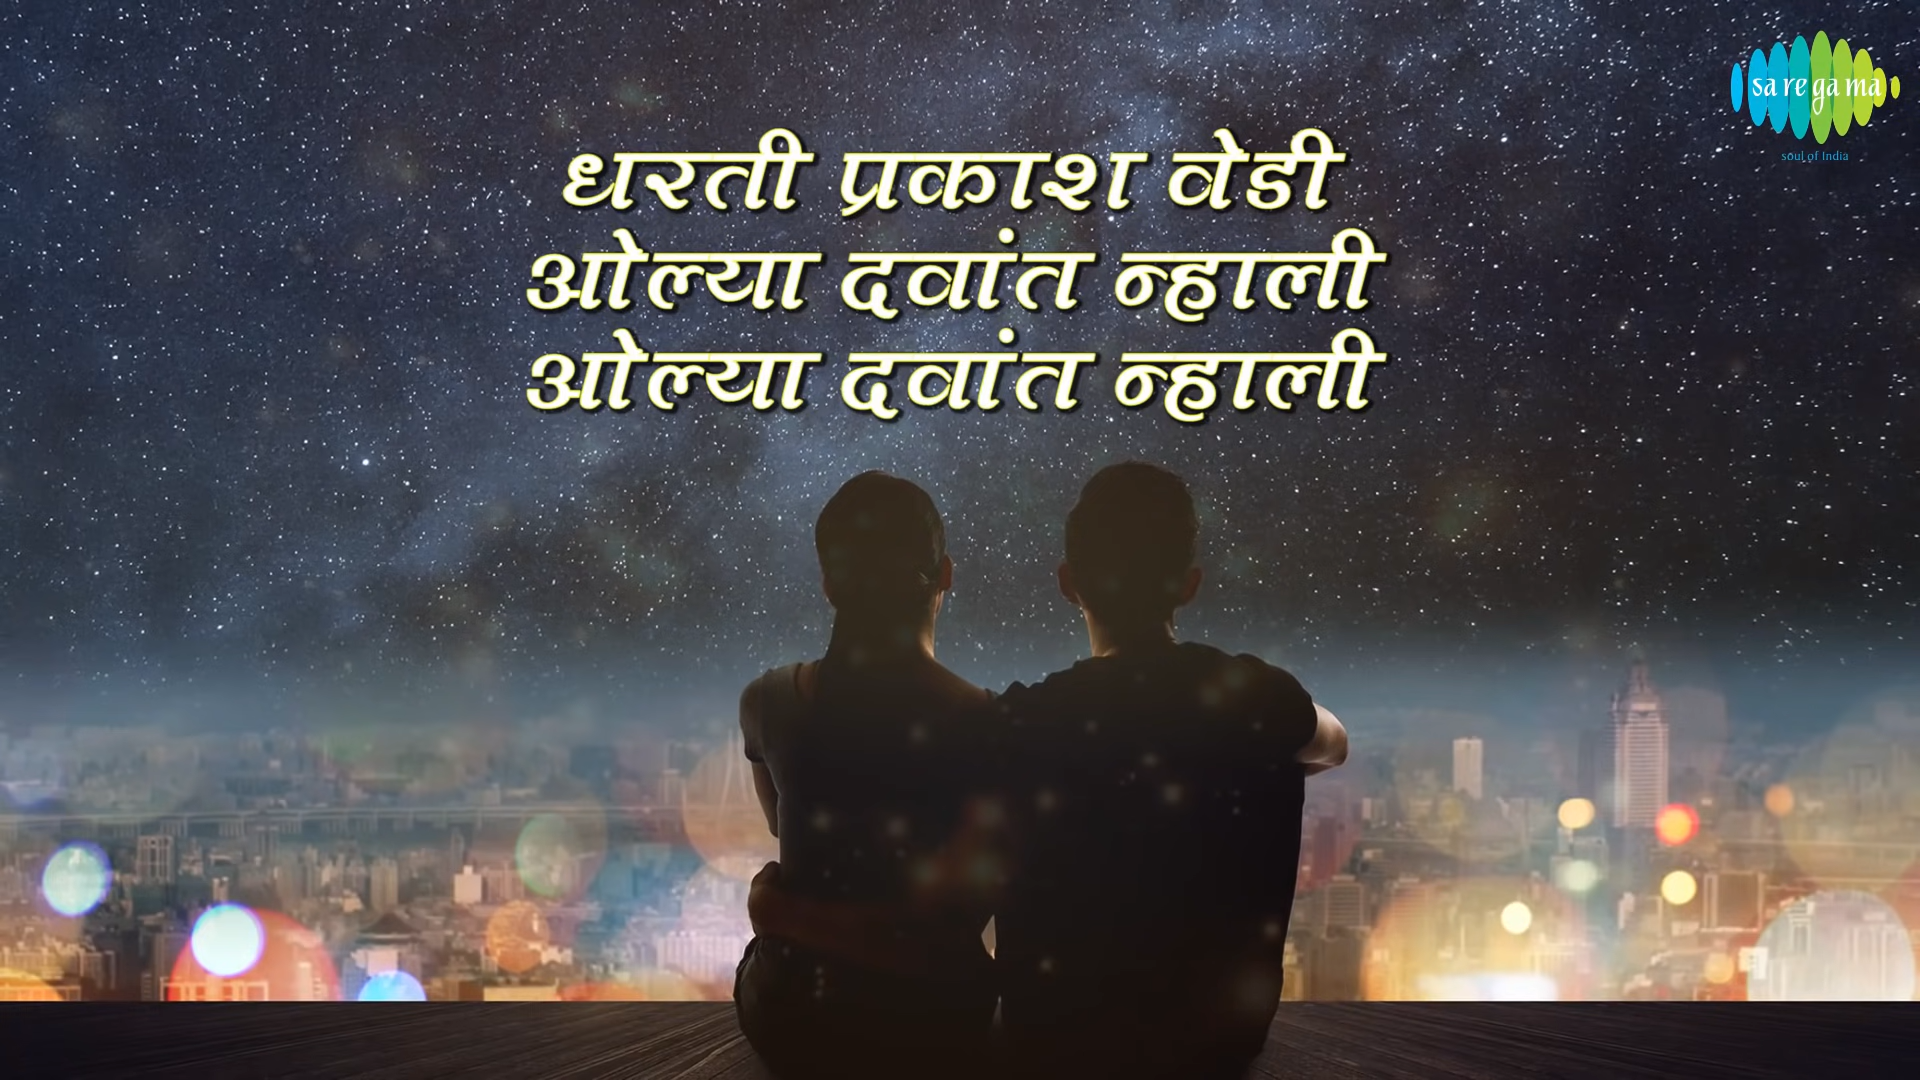 sa re ga ma
soul of India
धरती प्रकाश वेडी
ओल्या दवांत न्हाली
ओल्या दवांत न्हाली